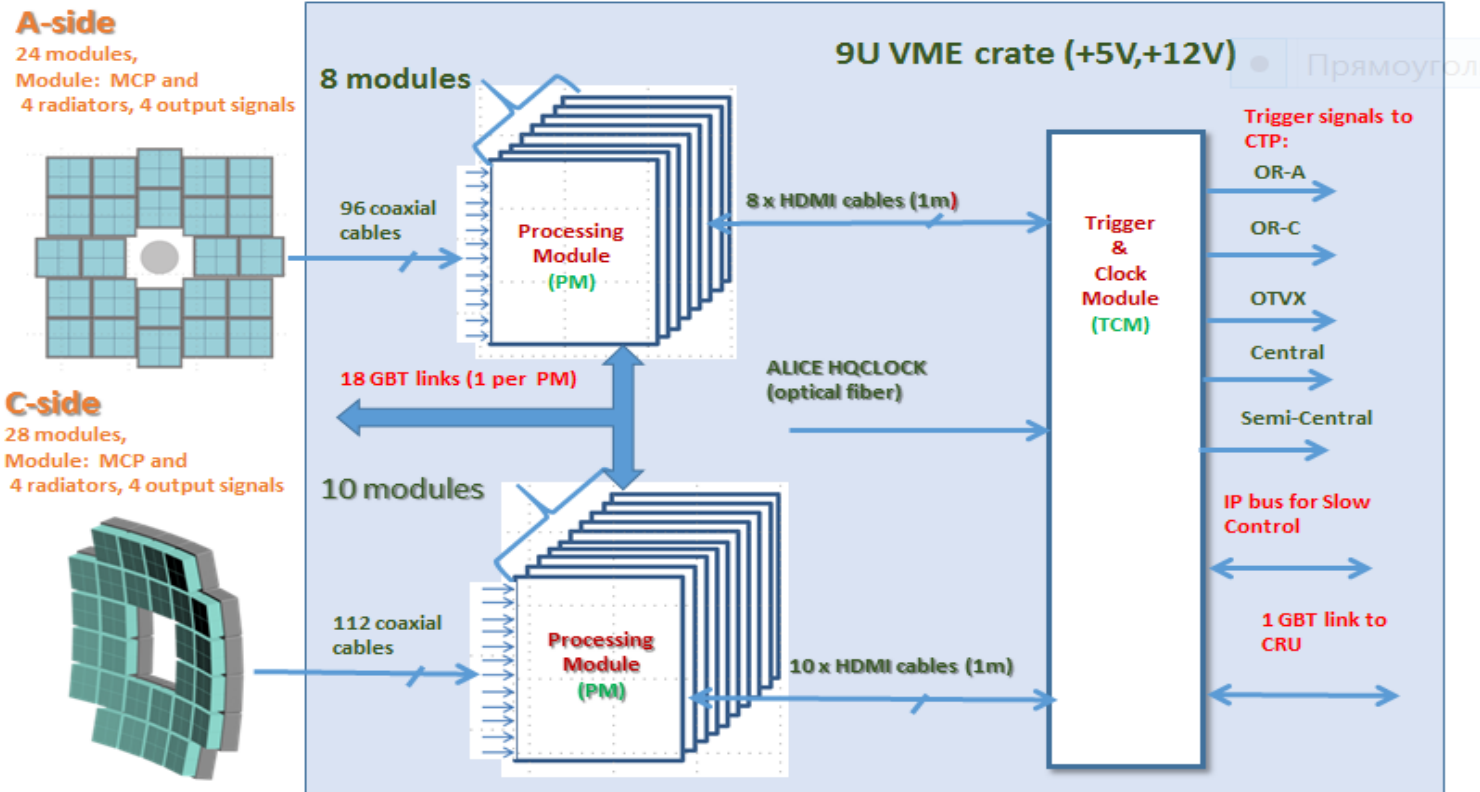 A-side
24 modules,
Module: MCP and
4 radiators, 4 output signals
C-side
28 modules,
Module: MCP and
4 radiators, 4 output signals
9U VME crate (+5V,+12V)
Прямоугол
8 modules
96 coaxial
cables
Processing
Module
(PM)
8 x HDMI cables (1m)
18 GBT links (1 per PM)
ALICE HQCLOCK
(optical fiber)
10 modules
112 coaxial
cables
Processing
Module
(PM)
10 x HDMI cables (1m)
Trigger
&
Clock
Module
(TCM)
Trigger signals to
CTP:
OR-A
OR-C
OTVX
Central
Semi-Central
IP bus for Slow
Control
1 GBT link to
CRU